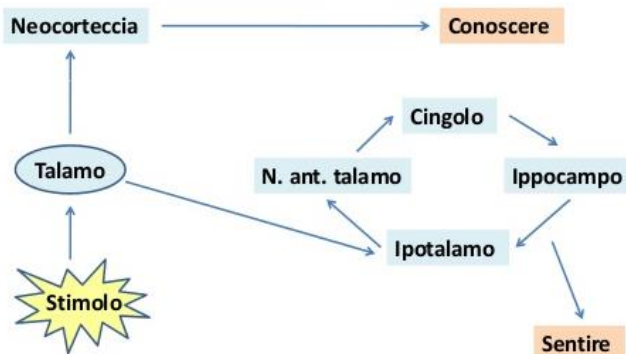 Neocorteccia
Conoscere
Cingolo
Talamo
N. ant. talamo
Ippocampo
Ipotalamo
Stimolo
Sentire